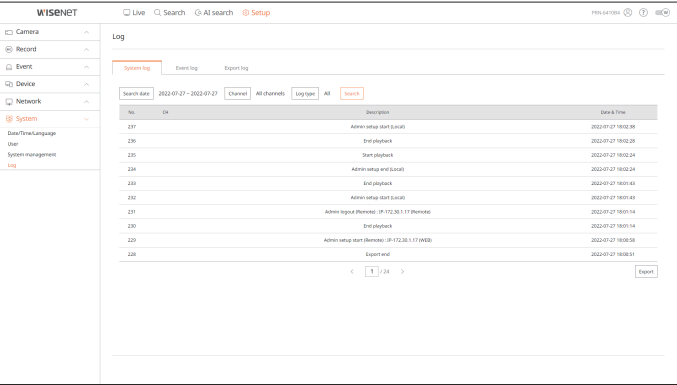 WISENET
Live Search AI search Setup
PRN-6410B4
Camera
Record
Event
Device
Network
System
Date/Time/Language
User
System management
Log
Log
System log Event log Export log
Search date 2022-07-27 ~ 2022-07-27 Channel All channels Log type All Search
No. CH Description Date & Time
237 Admin setup start (Local) 2022-07-27 18:02:38
236 End playback 2022-07-27 18:02:28
235 Start playback 2022-07-27 18:02:24
234 Admin setup end (Local) 2022-07-27 18:02:24
233 End playback 2022-07-27 18:01:43
232 Admin setup start (Local) 2022-07-27 18:01:43
231 Admin logout (Remote) : IP-172.30.1.17 (Remote) 2022-07-27 18:01:14
230 End playback 2022-07-27 18:01:14
229 Admin setup start (Remote) : IP-172.30.1.17 (WEB) 2022-07-27 18:00:58
228 Export end 2022-07-27 18:00:51
< 1 / 24 >
Export